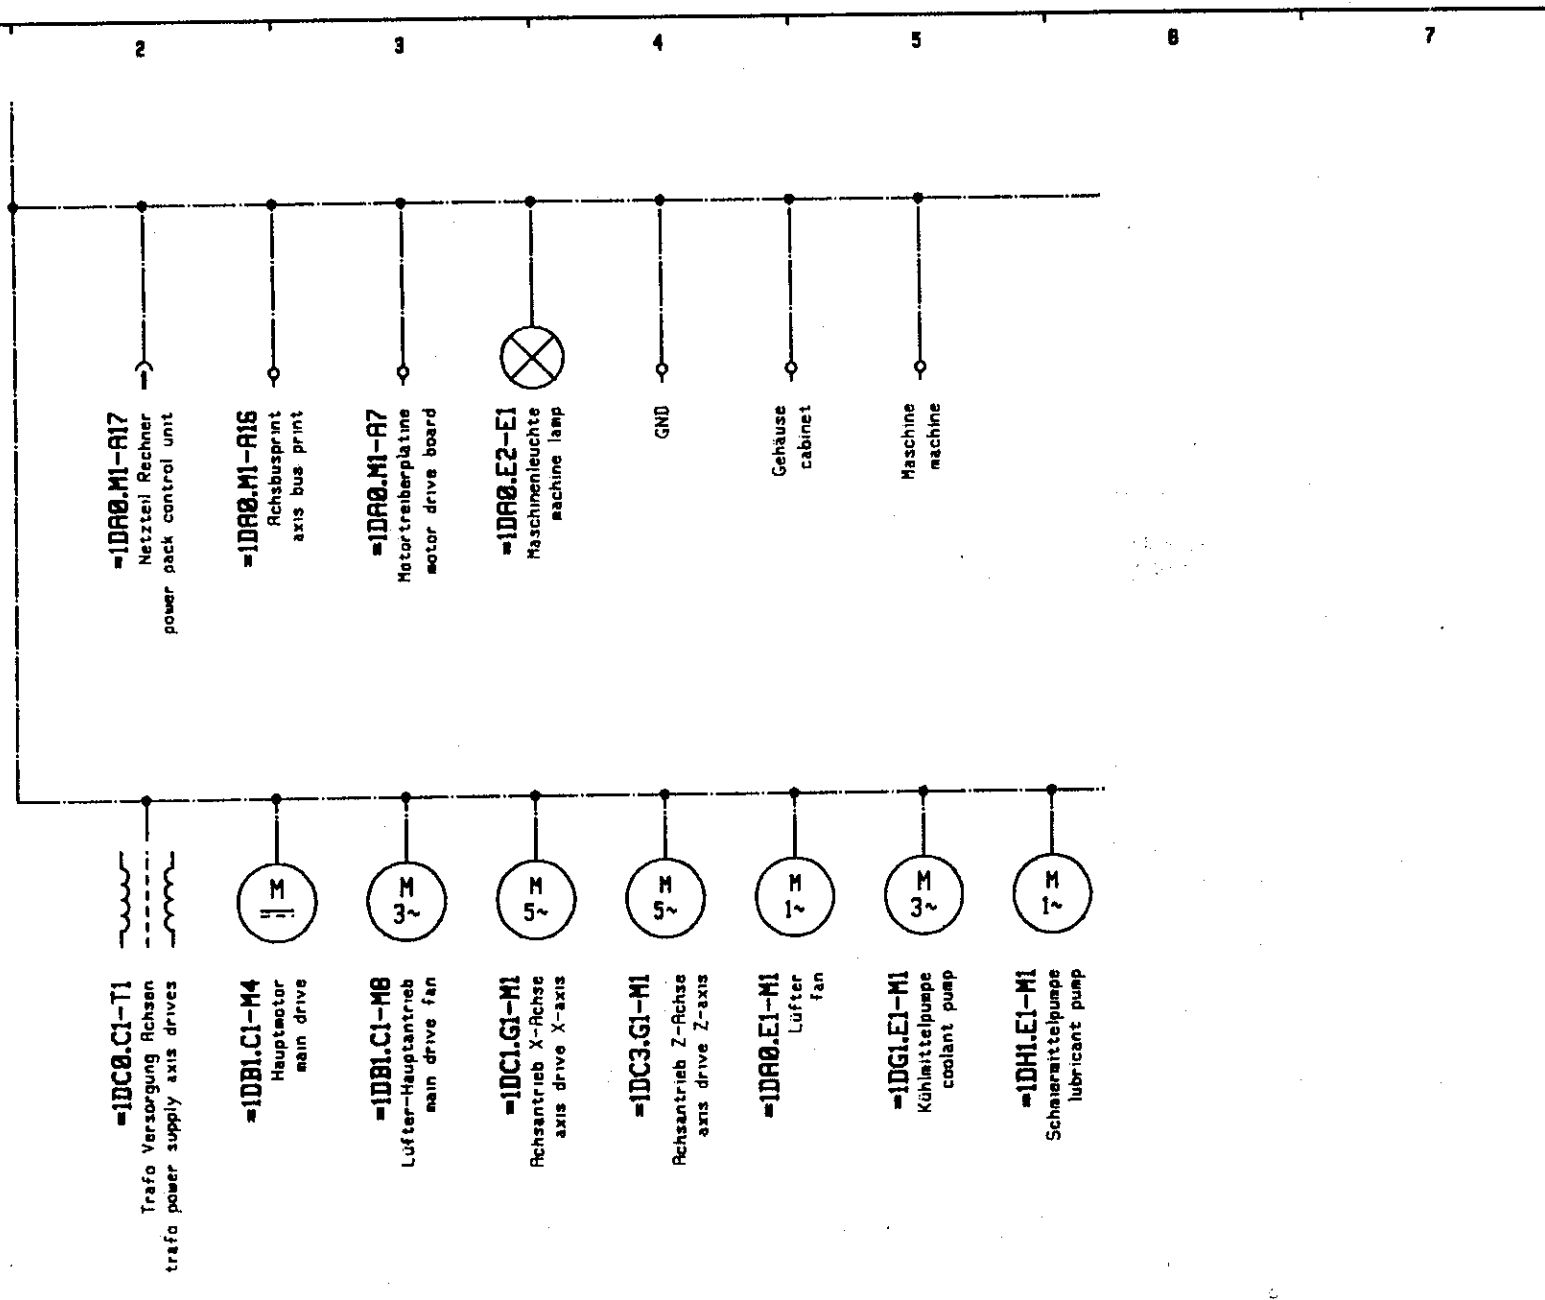 2 3 4 5 6 7
=1DA0.M1-A17
Netzteil Rechner
power pack control unit
=1DA0.M1-A16
Achsbusprint
axis bus print
=1DA0.M1-A7
Motortreiberplatine
motor drive board
=1DA0.E2-E1
Maschinenleuchte
machine lamp
GND
Gehäuse
cabinet
Maschine
machine
M
M
3~
M
5~
M
5~
M
1~
M
3~
M
1~
=1DC0.C1-T1
Trafo Versorgung Achsen
trafo power supply axis drives
=1DB1.C1-M4
Hauptmotor
main drive
=1DB1.C1-M8
Lüfter-Hauptantrieb
main drive fan
=1DC1.G1-M1
Achsantrieb X-Achse
axis drive X-axis
=1DC3.G1-M1
Achsantrieb Z-Achse
axis drive Z-axis
=1DA0.E1-M1
Lüfter
fan
=1DG1.E1-M1
Kühlmittelpumpe
coolant pump
=1DH1.E1-M1
Schmiermittelpumpe
lubricant pump